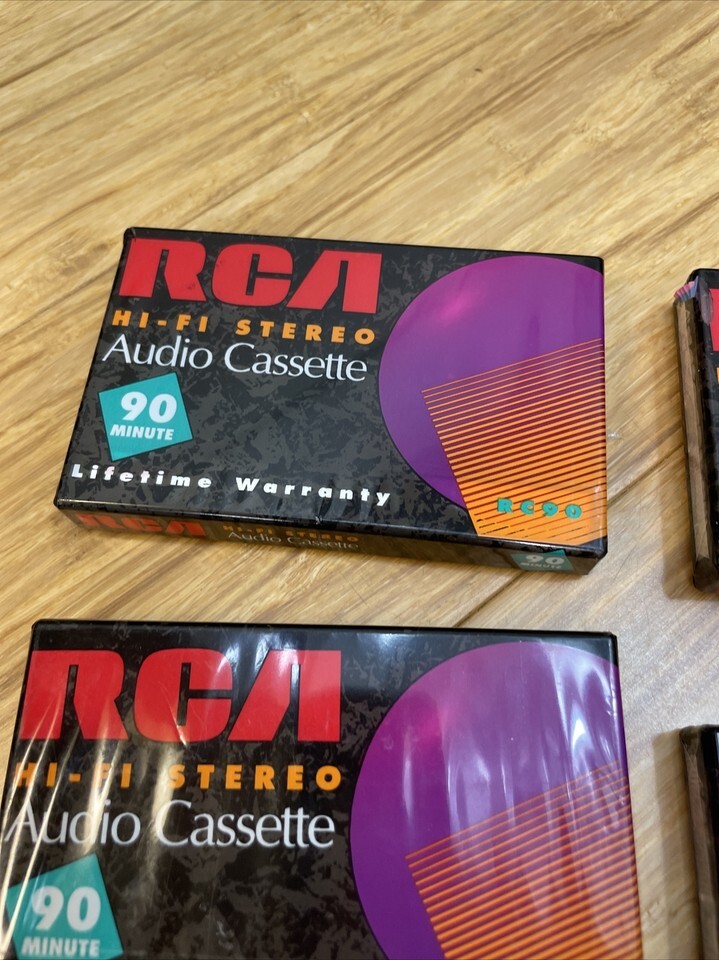 RCA
HI-FI STEREO
Audio Cassette
90
MINUTE
Lifetime Warranty
RC90
RCA HI-FI STEREO
Audio Cassette
90
MINUTE
RCA
HI-FI STEREO
Audio Cassette
90
MINUTE